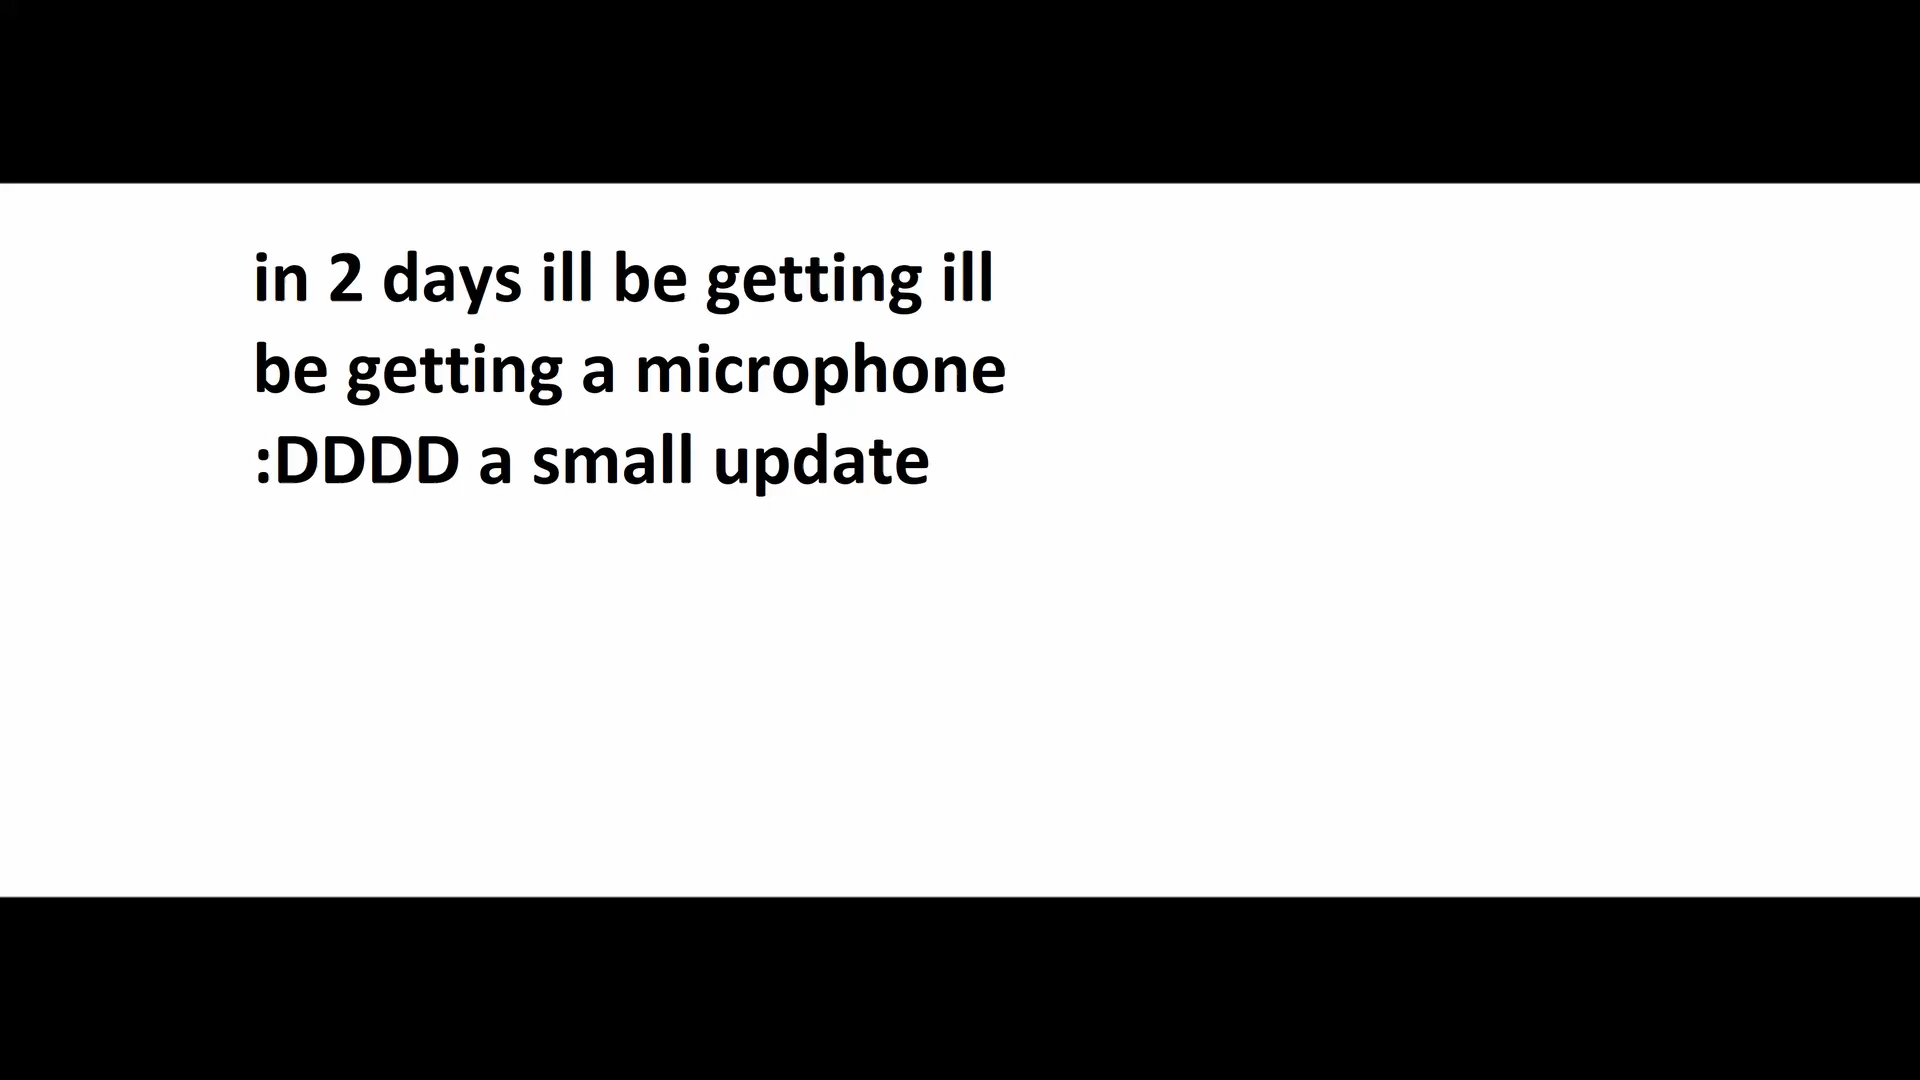 in 2 days ill be getting ill
be getting a microphone
:DDDD a small update